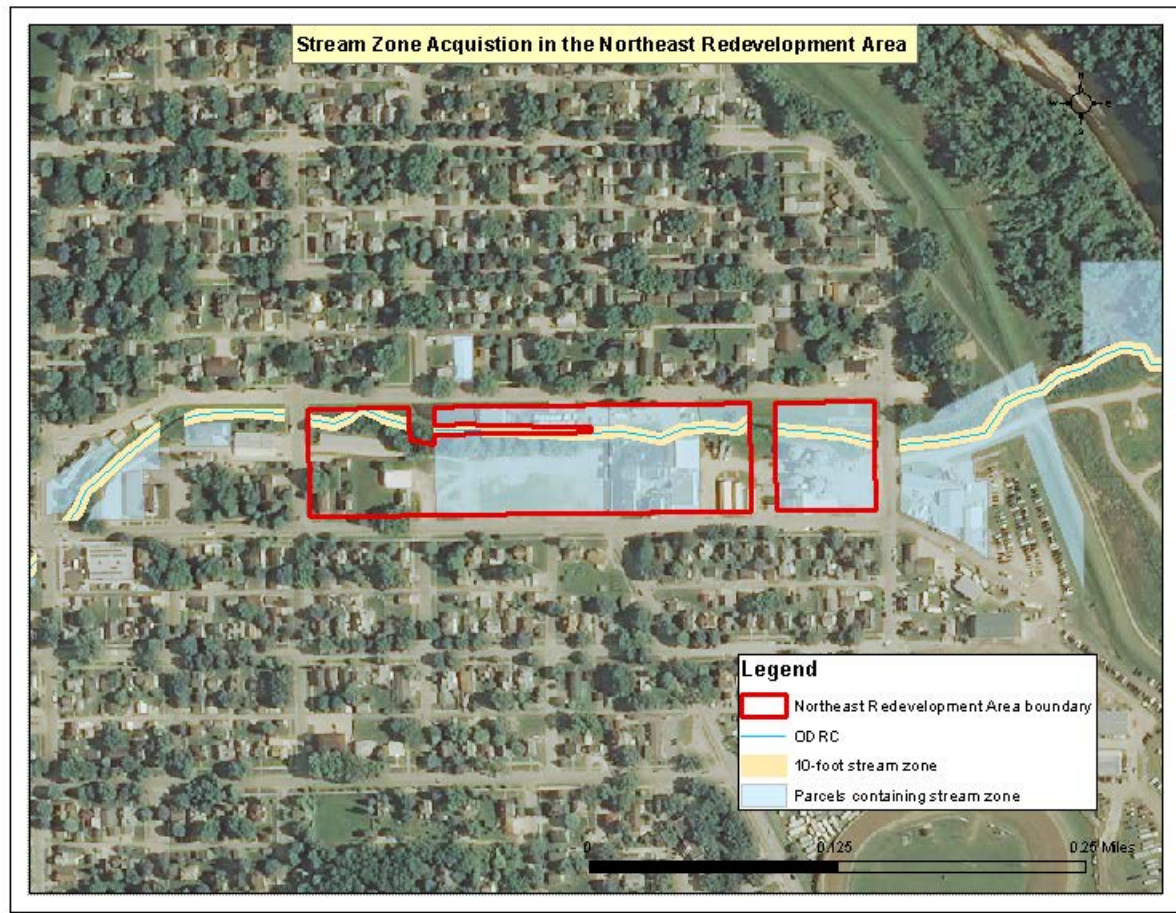 Stream Zone Acquistion in the Northeast Redevelopment Area
N
W E
S
Legend
Northeast Redevelopment Area boundary
ODRC
10-foot stream zone
Parcels containing stream zone
0 0.125 0.25 Miles